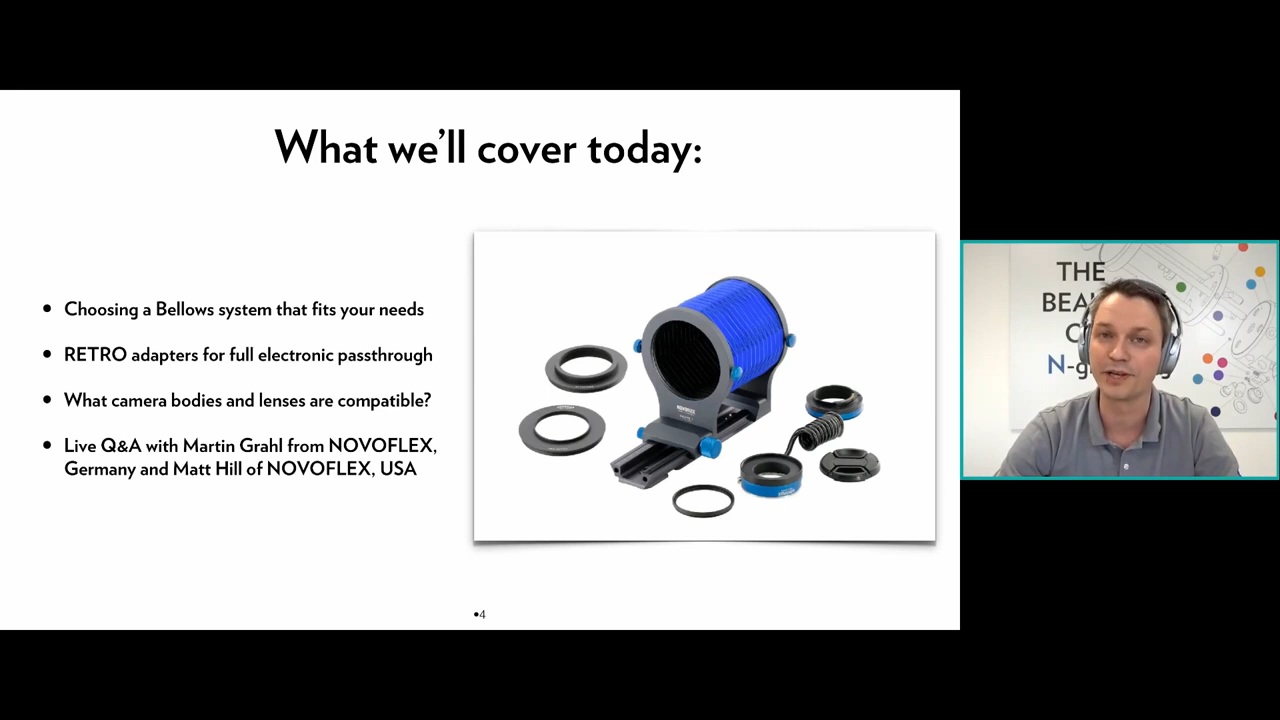 What we'll cover today:
• Choosing a Bellows system that fits your needs
• RETRO adapters for full electronic passthrough
• What camera bodies and lenses are compatible?
• Live Q&A with Martin Grahl from NOVOFLEX,
Germany and Matt Hill of NOVOFLEX, USA
•4
NOVOFLEX
THE